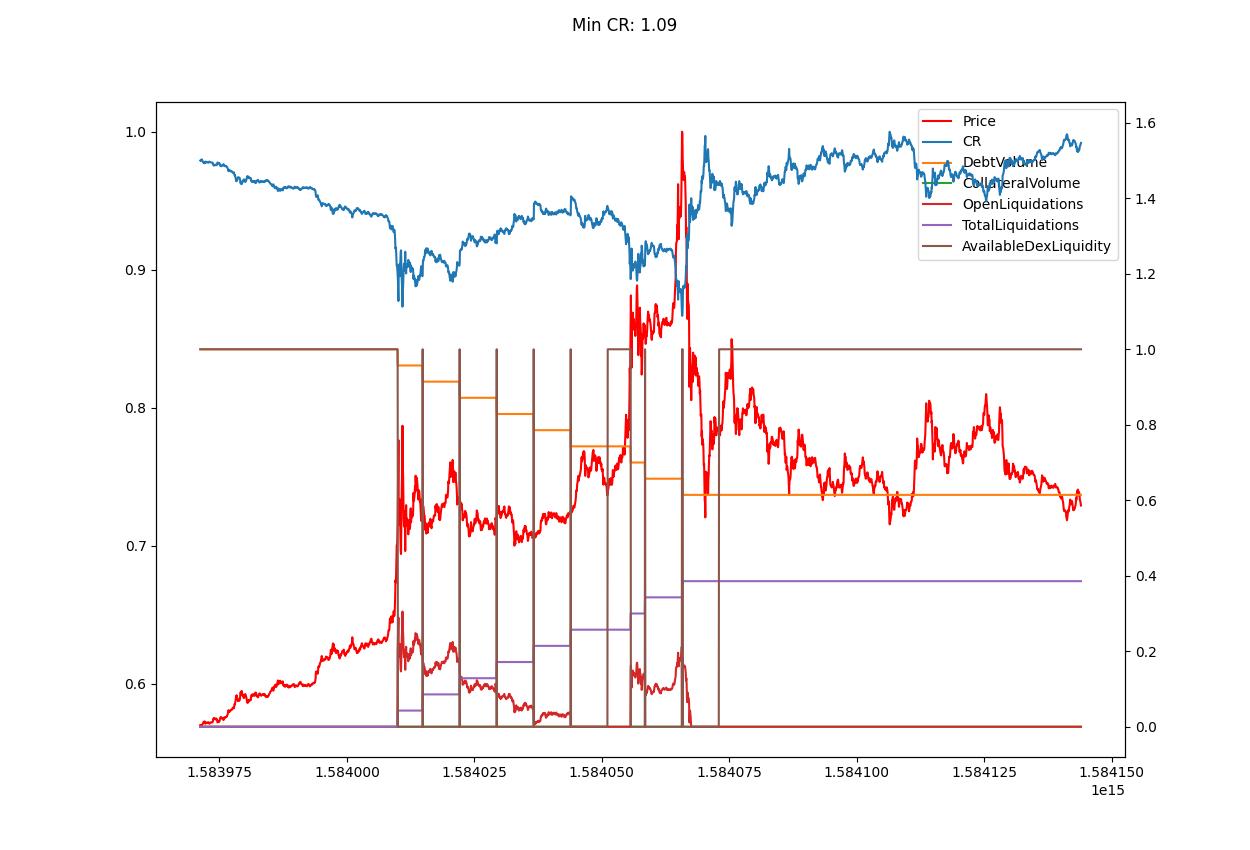 Min CR: 1.09
1.0
0.9
0.8
0.7
0.6
1.6
1.4
1.2
1.0
0.8
0.6
0.4
0.2
0.0
Price
CR
DebtVolume
CollateralVolume
OpenLiquidations
TotalLiquidations
AvailableDexLiquidity
1.583975 1.584000 1.584025 1.584050 1.584075 1.584100 1.584125 1.584150
1e15